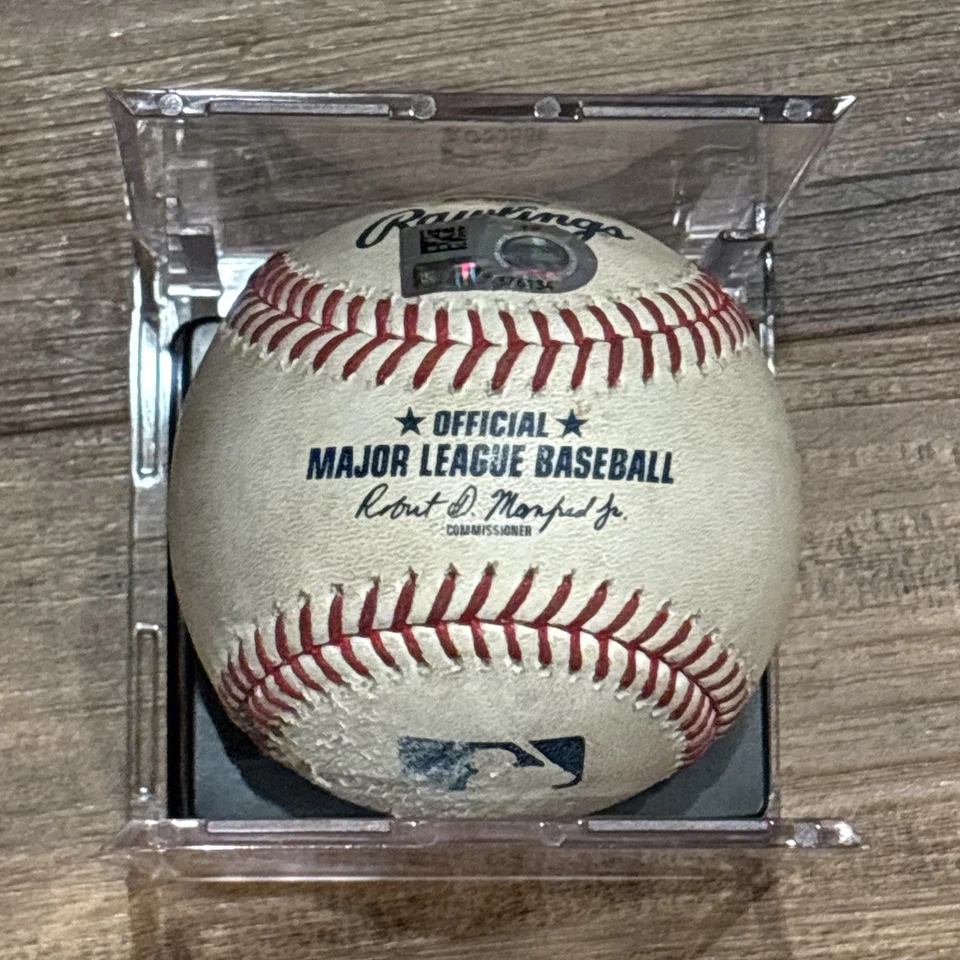 Rawlings
OFFICIAL
MAJOR LEAGUE BASEBALL
Robert D. Manfred Jr.
COMMISSIONER